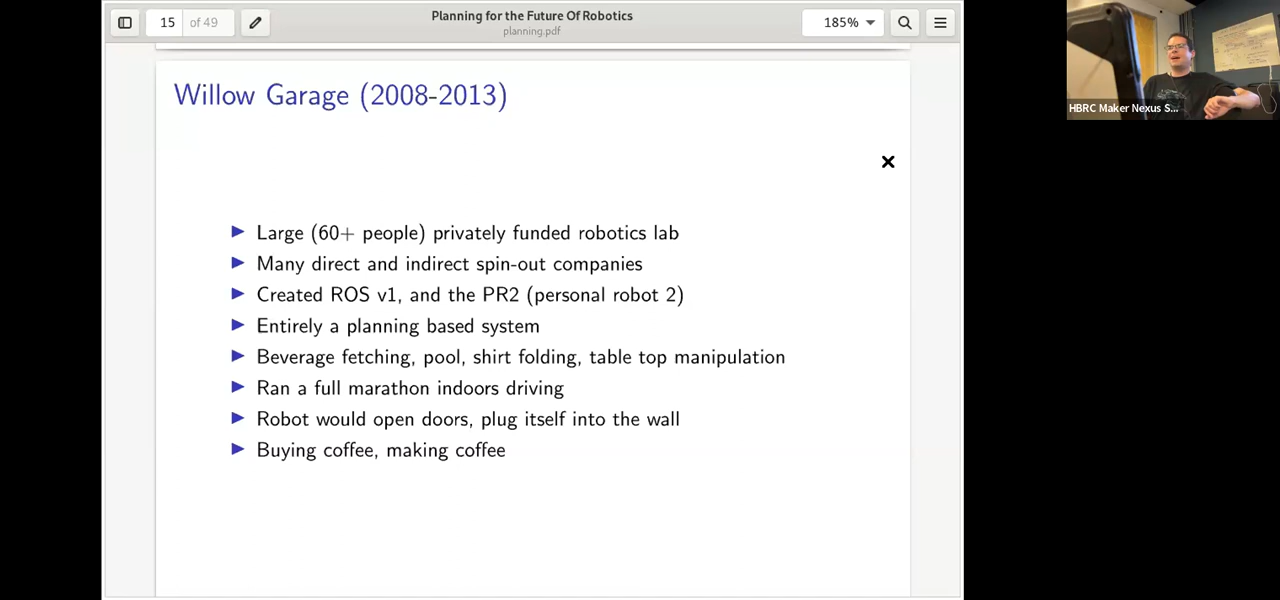 15 of 49
Planning for the Future Of Robotics
planning.pdf
185%
Willow Garage (2008-2013)
Large (60+ people) privately funded robotics lab
Many direct and indirect spin-out companies
Created ROS v1, and the PR2 (personal robot 2)
Entirely a planning based system
Beverage fetching, pool, shirt folding, table top manipulation
Ran a full marathon indoors driving
Robot would open doors, plug itself into the wall
Buying coffee, making coffee
HBRC Maker Nexus S...